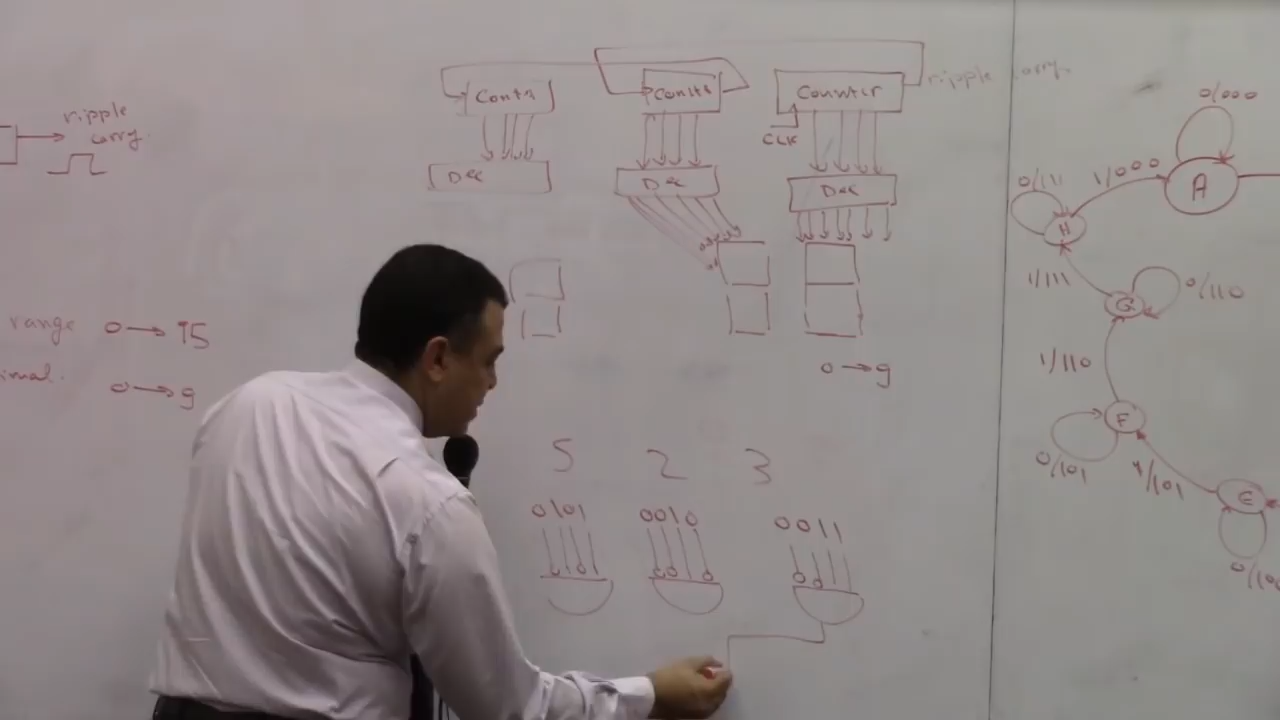 ripple
carry.
range 0 → 15
0 → 9
Counter
ripple carry.
CLK
Dec Dec Dec
0 → 9
5 2 3
0101 0010 0011
0/000
1/000
A
0/111
H
1/111
G
0/110
1/110
F
0/101
1/101
E